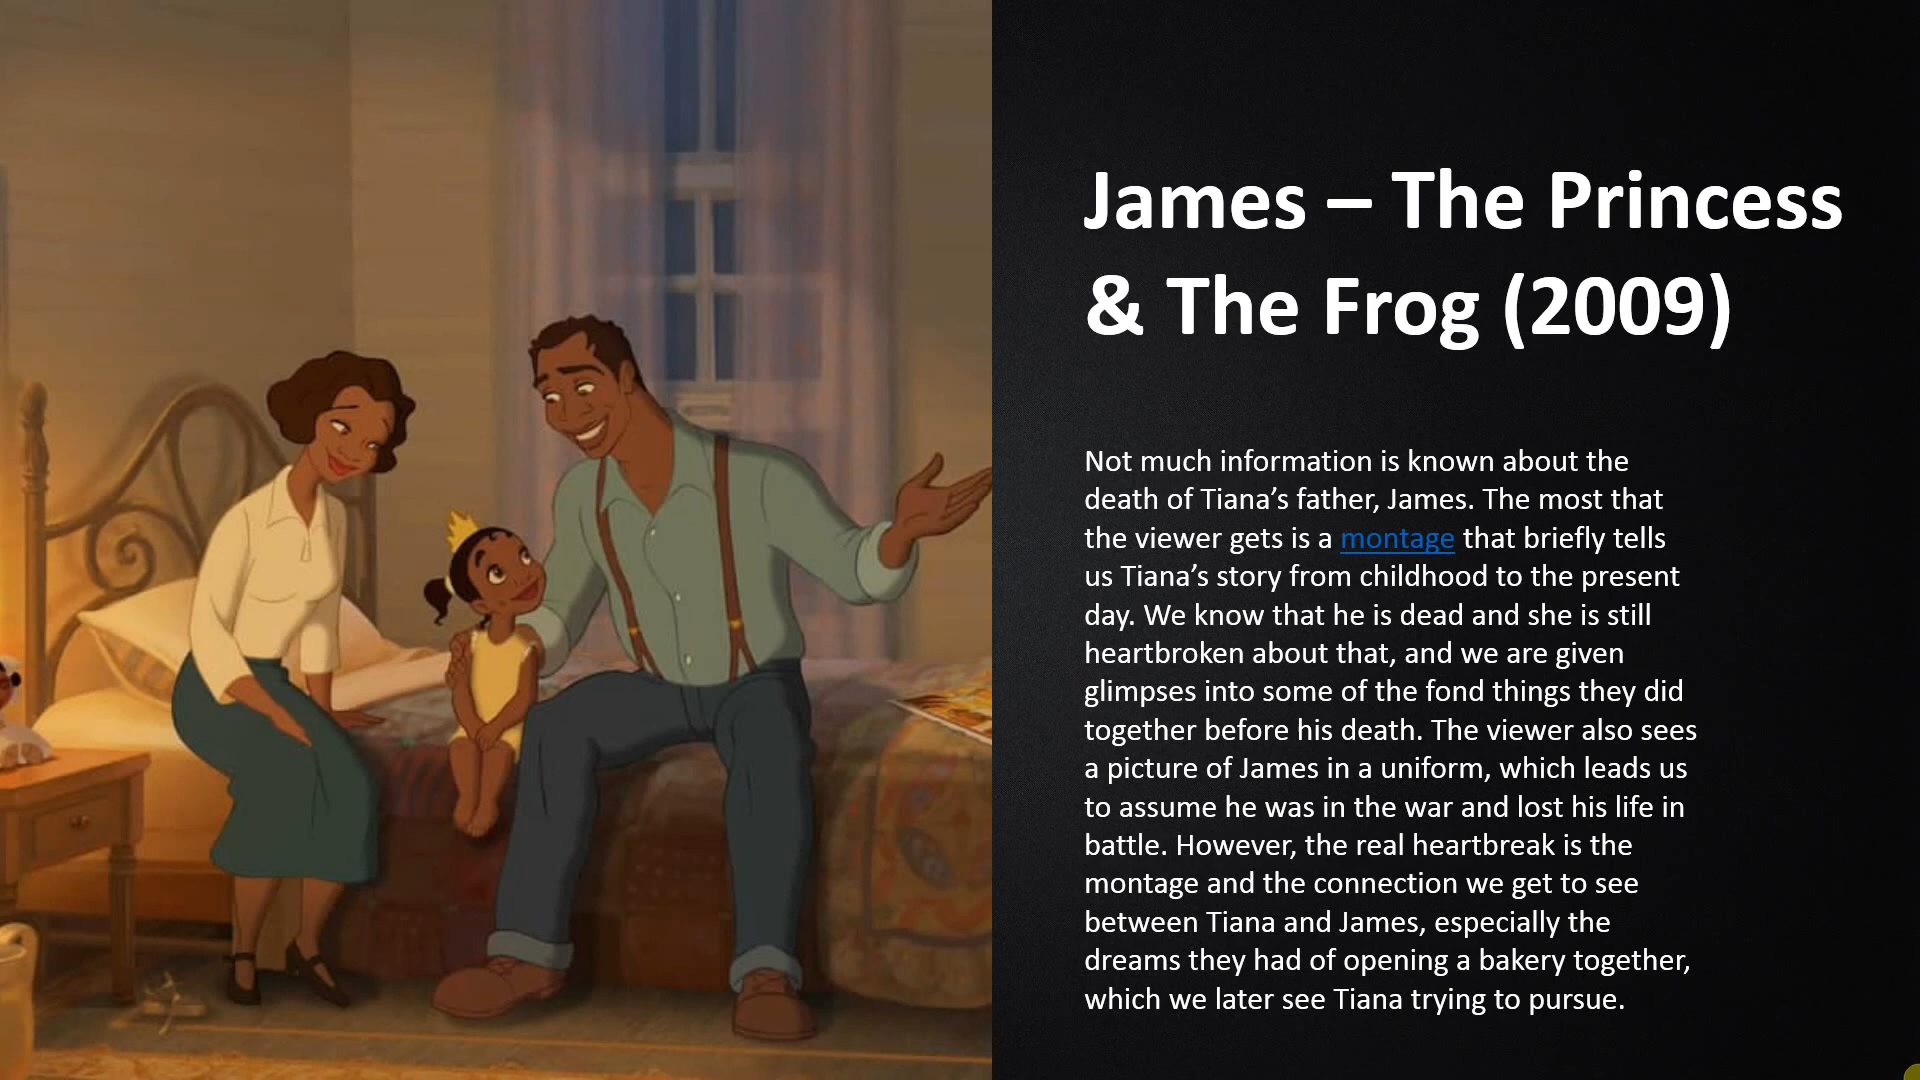 James – The Princess
& The Frog (2009)
Not much information is known about the
death of Tiana’s father, James. The most that
the viewer gets is a montage that briefly tells
us Tiana’s story from childhood to the present
day. We know that he is dead and she is still
heartbroken about that, and we are given
glimpses into some of the fond things they did
together before his death. The viewer also sees
a picture of James in a uniform, which leads us
to assume he was in the war and lost his life in
battle. However, the real heartbreak is the
montage and the connection we get to see
between Tiana and James, especially the
dreams they had of opening a bakery together,
which we later see Tiana trying to pursue.